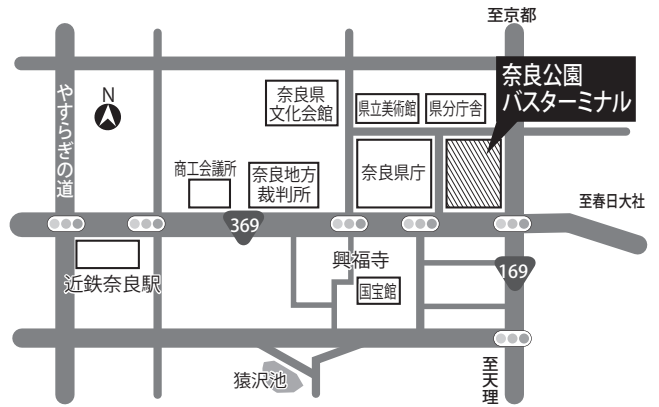 至京都
奈良公園
バスターミナル
N
やすらぎの道
奈良県
文化会館
県立美術館
県分庁舎
商工会議所
奈良地方
裁判所
奈良県庁
至春日大社
369
近鉄奈良駅
興福寺
国宝館
169
猿沢池
至天理